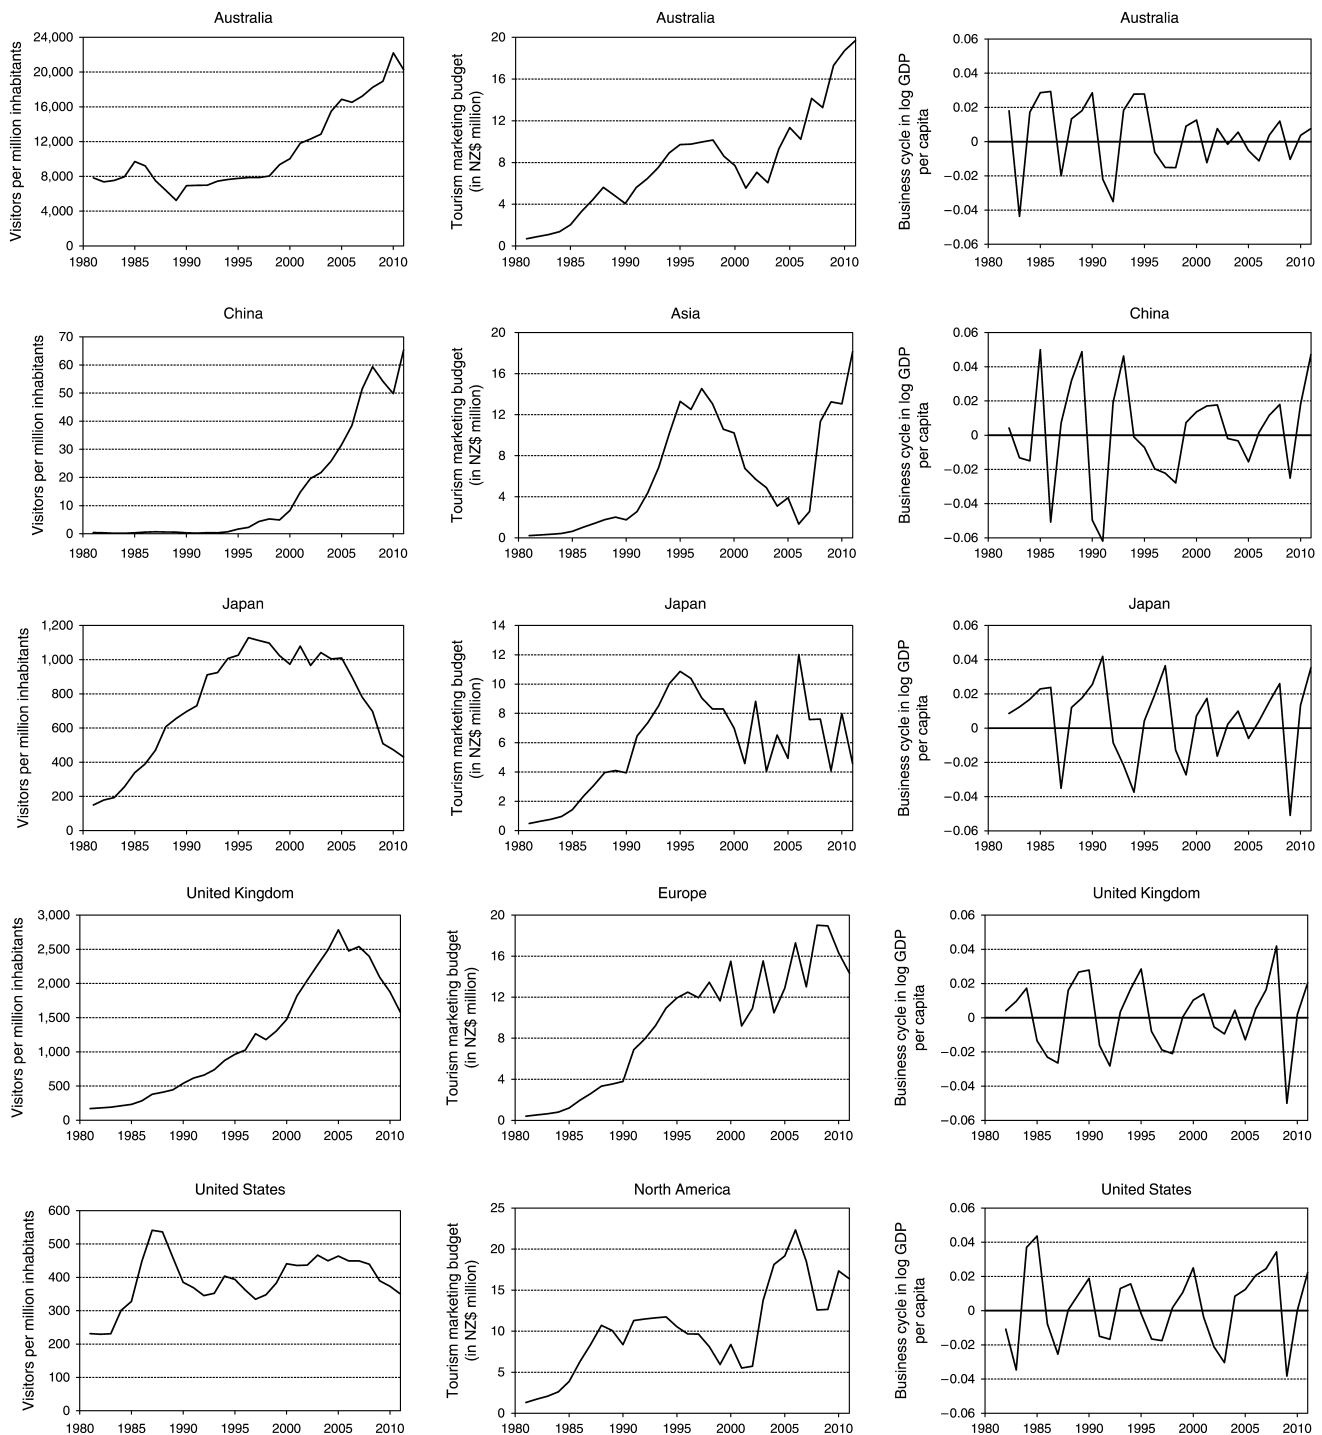 Australia
Visitors per million inhabitants
24,000
20,000
16,000
12,000
8,000
4,000
0
1980 1985 1990 1995 2000 2005 2010
Australia
Tourism marketing budget
(in NZ$ million)
20
16
12
8
4
0
1980 1985 1990 1995 2000 2005 2010
Australia
Business cycle in log GDP
per capita
0.06
0.04
0.02
0
−0.02
−0.04
−0.06
1980 1985 1990 1995 2000 2005 2010
China
Visitors per million inhabitants
70
60
50
40
30
20
10
0
1980 1985 1990 1995 2000 2005 2010
Asia
Tourism marketing budget
(in NZ$ million)
20
16
12
8
4
0
1980 1985 1990 1995 2000 2005 2010
China
Business cycle in log GDP
per capita
0.06
0.04
0.02
0
−0.02
−0.04
−0.06
1980 1985 1990 1995 2000 2005 2010
Japan
Visitors per million inhabitants
1,200
1,000
800
600
400
200
0
1980 1985 1990 1995 2000 2005 2010
Japan
Tourism marketing budget
(in NZ$ million)
14
12
10
8
6
4
2
0
1980 1985 1990 1995 2000 2005 2010
Japan
Business cycle in log GDP
per capita
0.06
0.04
0.02
0
−0.02
−0.04
−0.06
1980 1985 1990 1995 2000 2005 2010
United Kingdom
Visitors per million inhabitants
3,000
2,500
2,000
1,500
1,000
500
0
1980 1985 1990 1995 2000 2005 2010
Europe
Tourism marketing budget
(in NZ$ million)
20
16
12
8
4
0
1980 1985 1990 1995 2000 2005 2010
United Kingdom
Business cycle in log GDP
per capita
0.06
0.04
0.02
0
−0.02
−0.04
−0.06
1980 1985 1990 1995 2000 2005 2010
United States
Visitors per million inhabitants
600
500
400
300
200
100
0
1980 1985 1990 1995 2000 2005 2010
North America
Tourism marketing budget
(in NZ$ million)
25
20
15
10
5
0
1980 1985 1990 1995 2000 2005 2010
United States
Business cycle in log GDP
per capita
0.06
0.04
0.02
0
−0.02
−0.04
−0.06
1980 1985 1990 1995 2000 2005 2010